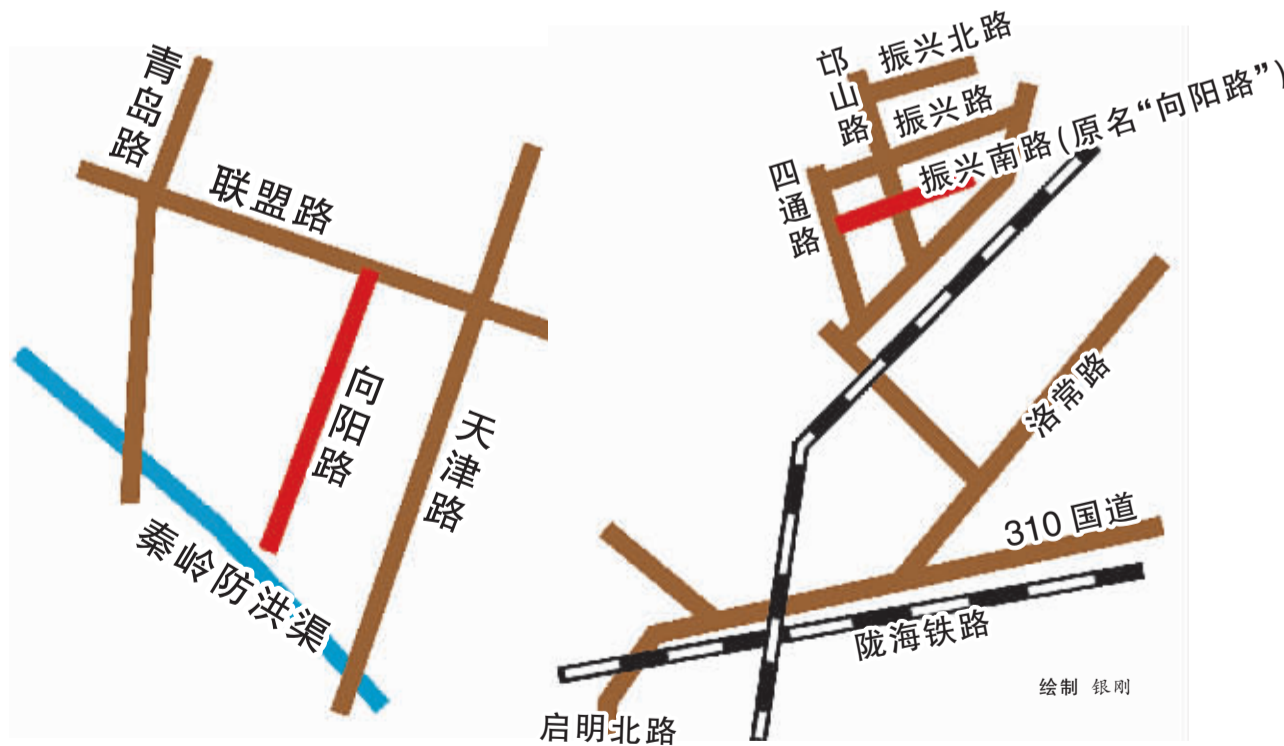 青岛路
联盟路
向阳路
天津路
秦岭防洪渠
振兴北路
邙山路
振兴路
振兴南路(原名“向阳路”)
四通路
洛常路
310国道
陇海铁路
启明北路
绘制 银刚